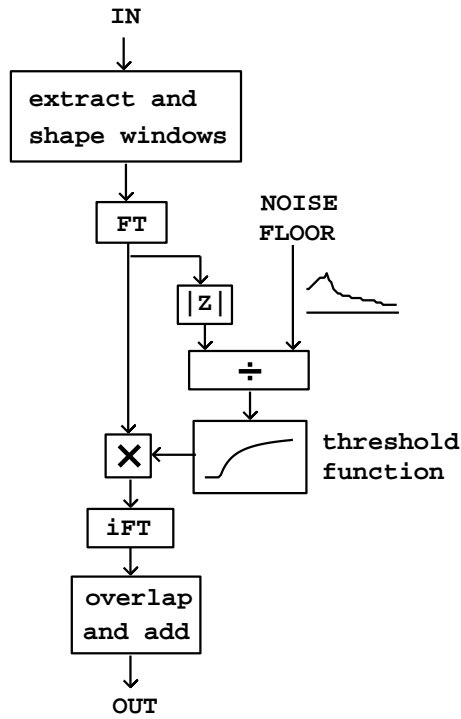 IN
extract and
shape windows
FT
NOISE
FLOOR
|Z|
÷
×
threshold
function
iFT
overlap
and add
OUT